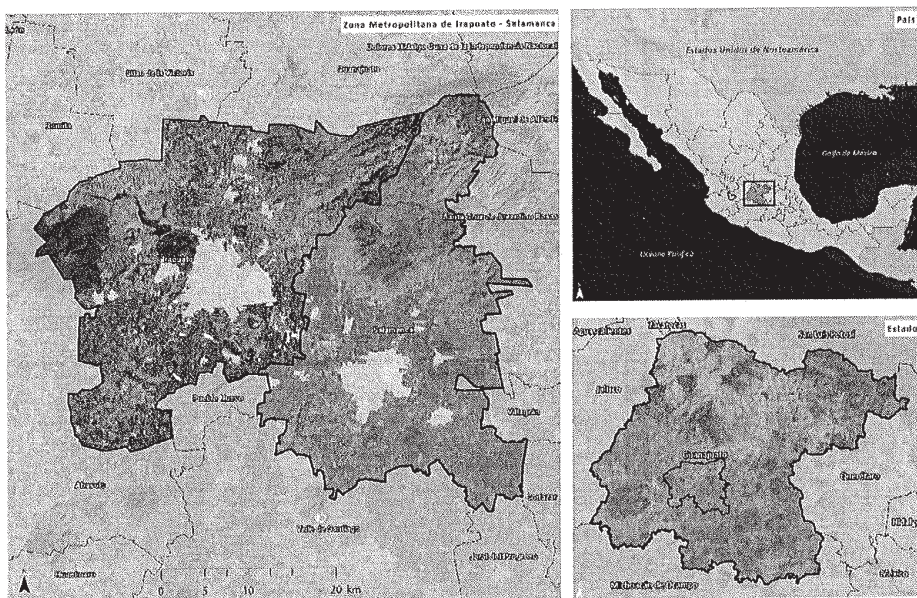 Zona Metropolitana de Irapuato - Salamanca
Dolores Hidalgo Cuna de la Independencia Nacional
Guanajuato
Silao de la Victoria
Romita
San Miguel de Allende
Santa Cruz de Juventino Rosas
Irapuato
Salamanca
Pueblo Nuevo
Villagrán
Abasolo
Valle de Santiago
Jaral del Progreso
Huanímaro
0 5 10 20 km
País
Estados Unidos de Norteamérica
Golfo de México
Océano Pacífico
Estado
Aguascalientes
Zacatecas
San Luis Potosí
Jalisco
Guanajuato
Querétaro
Hidalgo
Michoacán de Ocampo
México